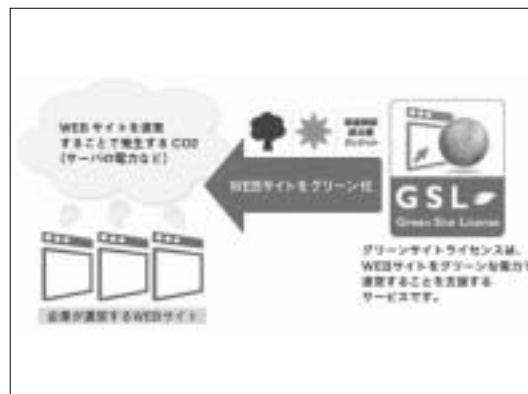 WEBサイトを運営
することで発生するCO2
(サーバの電力など)
WEBサイトをグリーン化
GSL
Green Site License
グリーンサイトライセンスは、
WEBサイトをグリーンな電力で
運営することを支援する
サービスです。
企業が運営するWEBサイト